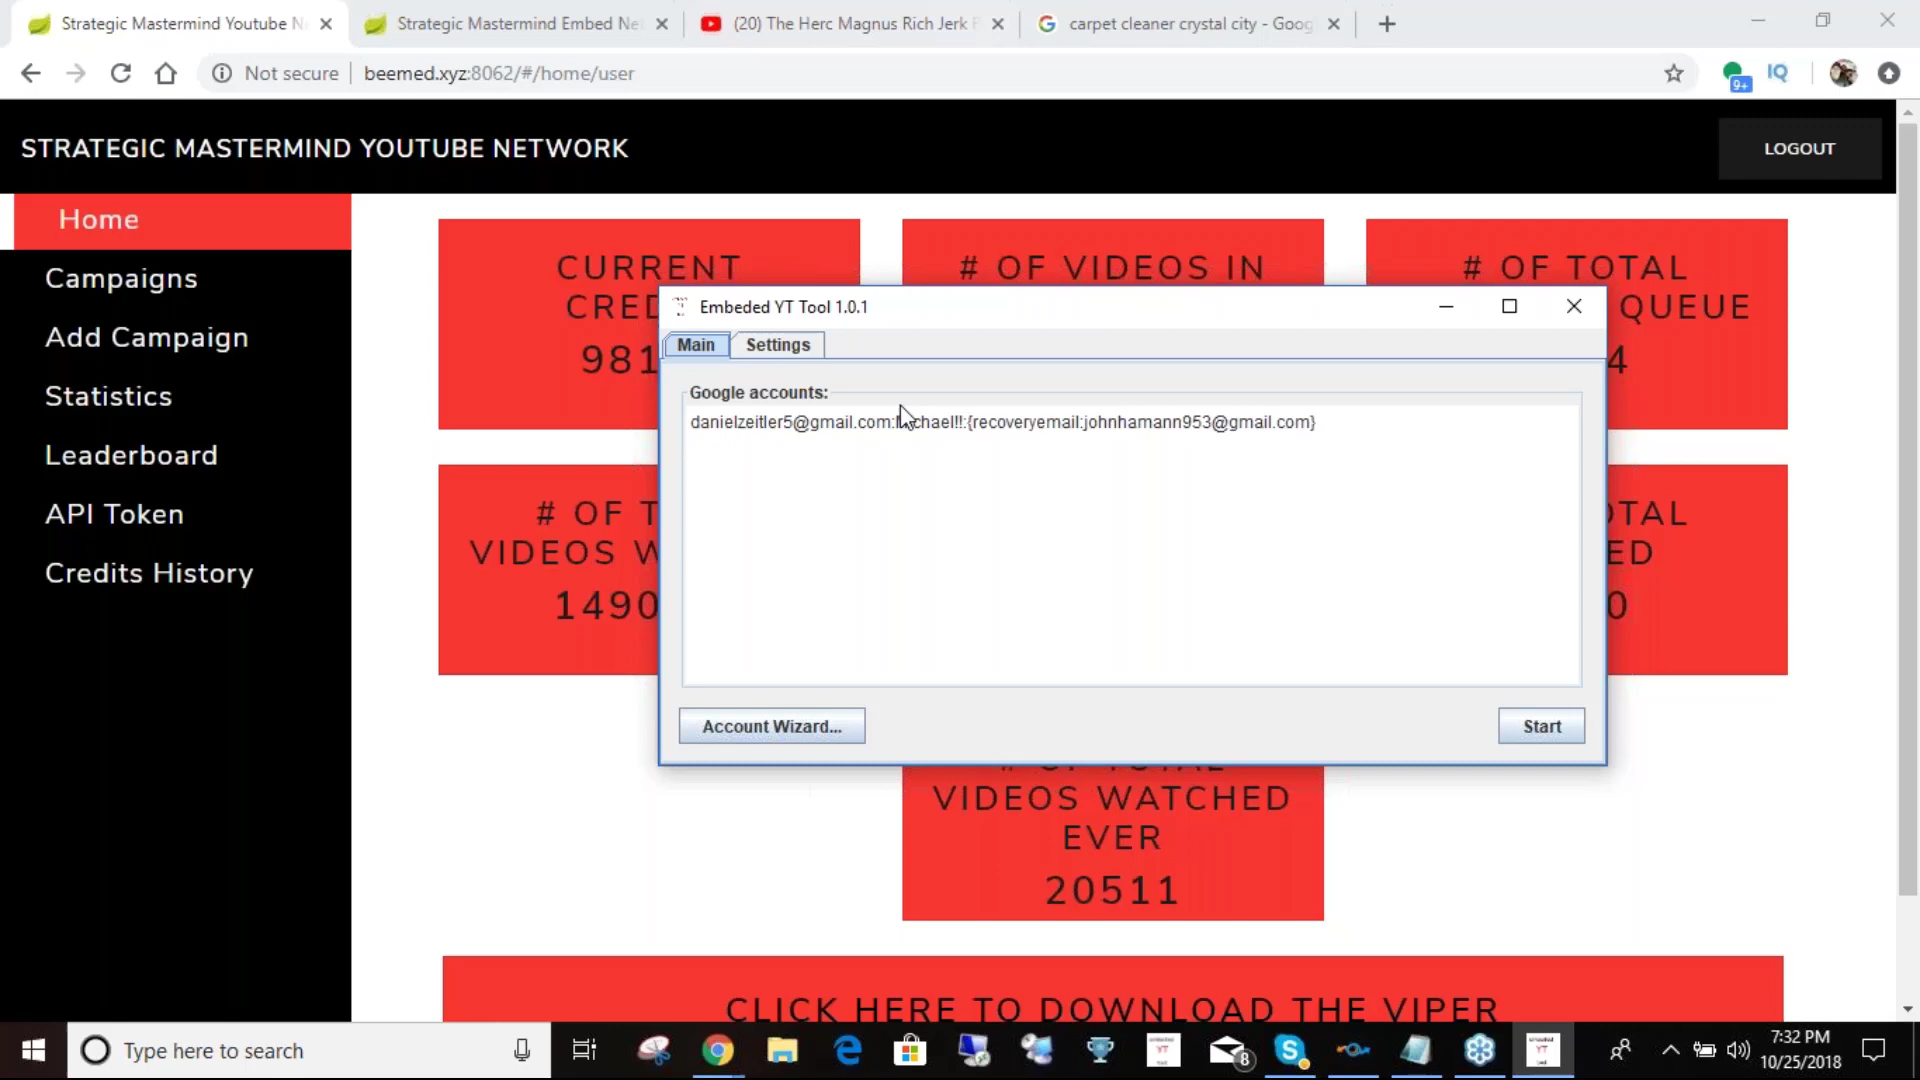 Strategic Mastermind Youtube N
Strategic Mastermind Embed Ne
(20) The Herc Magnus Rich Jerk
carpet cleaner crystal city - Goog
Not secure
beemed.xyz:8062/#/home/user
9+
IQ
STRATEGIC MASTERMIND YOUTUBE NETWORK
LOGOUT
Home
Campaigns
Add Campaign
Statistics
Leaderboard
API Token
Credits History
CURRENT
CRED
981
# OF VIDEOS IN
# OF TOTAL
QUEUE
4
# OF T
VIDEOS W
1490
OTAL
ED
0
Embeded YT Tool 1.0.1
Main
Settings
Google accounts:
danielzeitler5@gmail.com: chael!!:{recoveryemail:johnhamann953@gmail.com}
Account Wizard...
Start
# OF TOTAL
VIDEOS WATCHED
EVER
20511
CLICK HERE TO DOWNLOAD THE VIPER
Type here to search
8
7:32 PM
10/25/2018